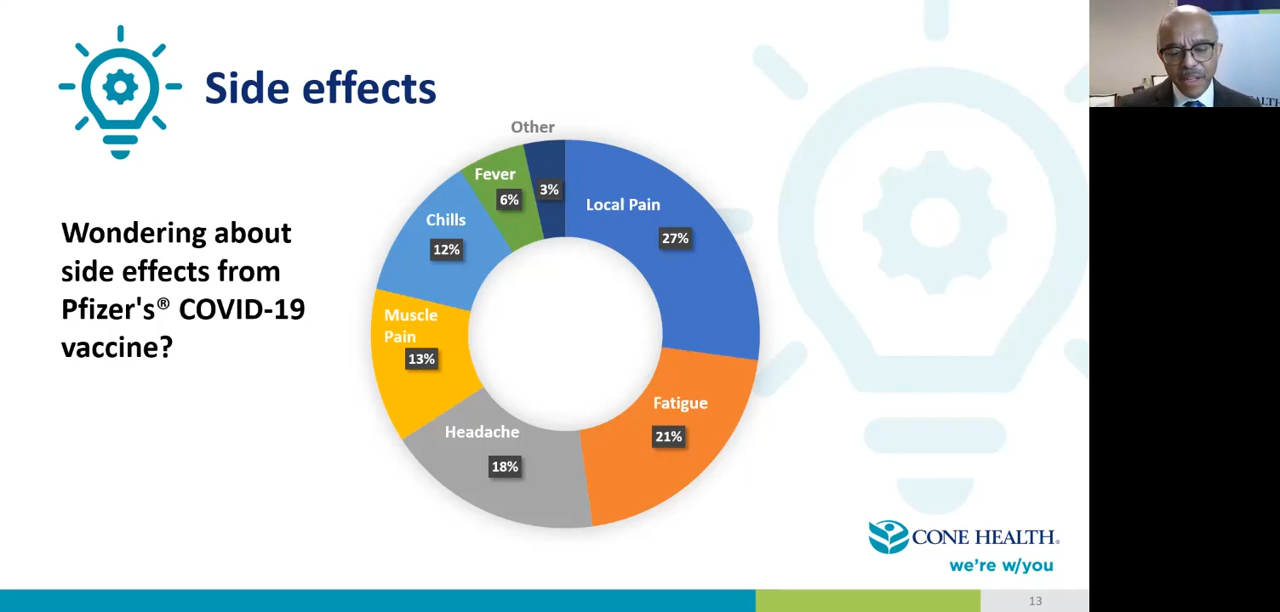 Side effects
Wondering about
side effects from
Pfizer's® COVID-19
vaccine?
Other
3%
Fever
6%
Local Pain
27%
Chills
12%
Muscle
Pain
13%
Fatigue
21%
Headache
18%
CONE HEALTH®
we're w/you
13